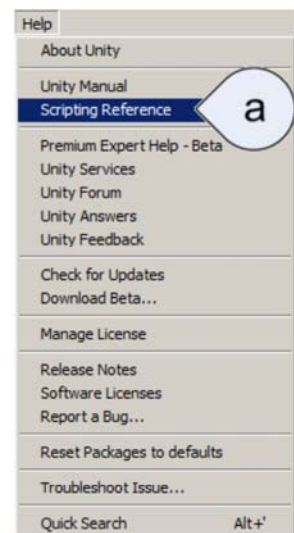 Help
About Unity
Unity Manual
Scripting Reference
a
Premium Expert Help - Beta
Unity Services
Unity Forum
Unity Answers
Unity Feedback
Check for Updates
Download Beta...
Manage License
Release Notes
Software Licenses
Report a Bug...
Reset Packages to defaults
Troubleshoot Issue...
Quick Search Alt+'